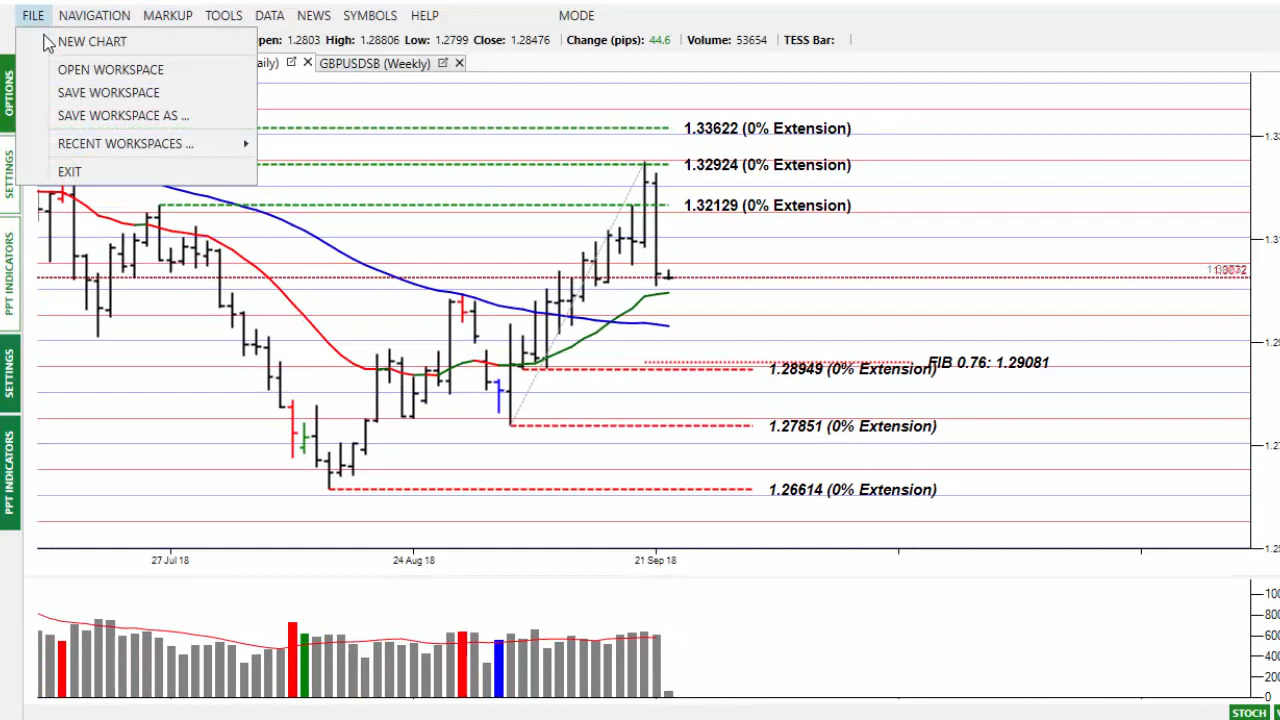 FILE NAVIGATION MARKUP TOOLS DATA NEWS SYMBOLS HELP MODE
NEW CHART
OPEN WORKSPACE
SAVE WORKSPACE
SAVE WORKSPACE AS ...
RECENT WORKSPACES ...
EXIT
pen: 1.2803 High: 1.28806 Low: 1.2799 Close: 1.28476 Change (pips): 44.6 Volume: 53654 TESS Bar:
aily) GBPUSDSB (Weekly)
OPTIONS
SETTINGS
PPT INDICATORS
SETTINGS
PPT INDICATORS
1.33622 (0% Extension)
1.32924 (0% Extension)
1.32129 (0% Extension)
FIB 0.76: 1.29081
1.28949 (0% Extension)
1.27851 (0% Extension)
1.26614 (0% Extension)
27 Jul 18 24 Aug 18 21 Sep 18
STOCH